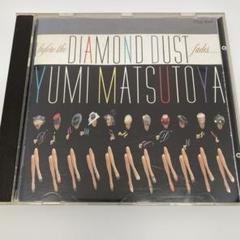 before the
DIAMOND DUST
fades....
YUMI MATSUTOYA